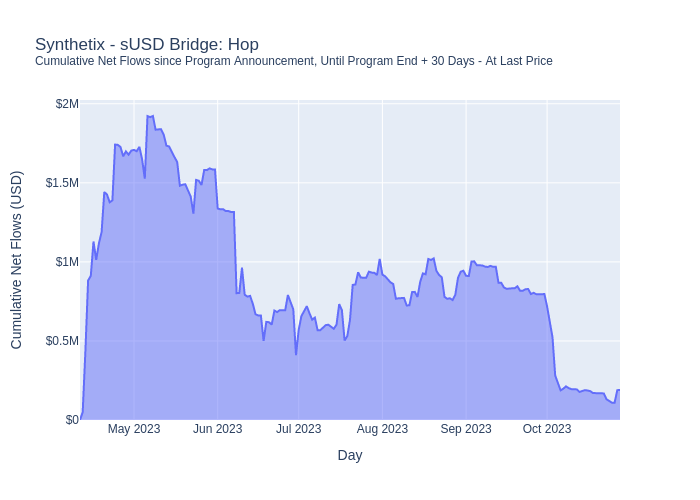 Synthetix - sUSD Bridge: Hop
Cumulative Net Flows since Program Announcement, Until Program End + 30 Days - At Last Price
Cumulative Net Flows (USD)
$2M
$1.5M
$1M
$0.5M
$0
May 2023
Jun 2023
Jul 2023
Aug 2023
Sep 2023
Oct 2023
Day